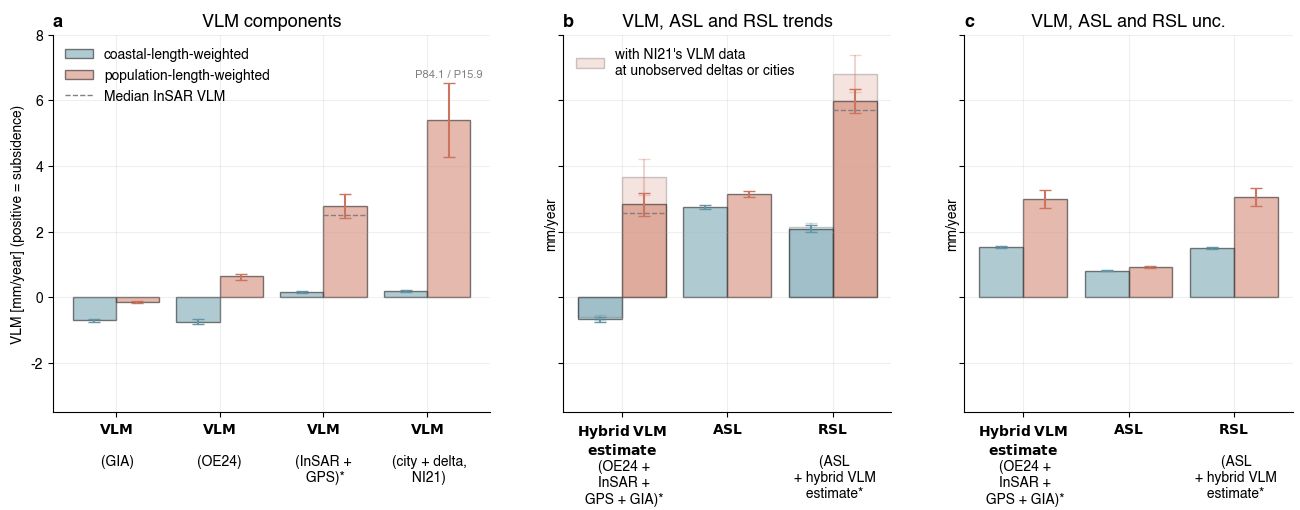 a
VLM components
coastal-length-weighted
population-length-weighted
Median InSAR VLM
P84.1 / P15.9
VLM [mm/year] (positive = subsidence)
8
6
4
2
0
-2
VLM
(GIA)
VLM
(OE24)
VLM
(InSAR +
GPS)*
VLM
(city + delta,
NI21)
b
VLM, ASL and RSL trends
with NI21's VLM data
at unobserved deltas or cities
mm/year
Hybrid VLM
estimate
(OE24 +
InSAR +
GPS + GIA)*
ASL
RSL
(ASL
+ hybrid VLM
estimate*
c
VLM, ASL and RSL unc.
mm/year
Hybrid VLM
estimate
(OE24 +
InSAR +
GPS + GIA)*
ASL
RSL
(ASL
+ hybrid VLM
estimate*